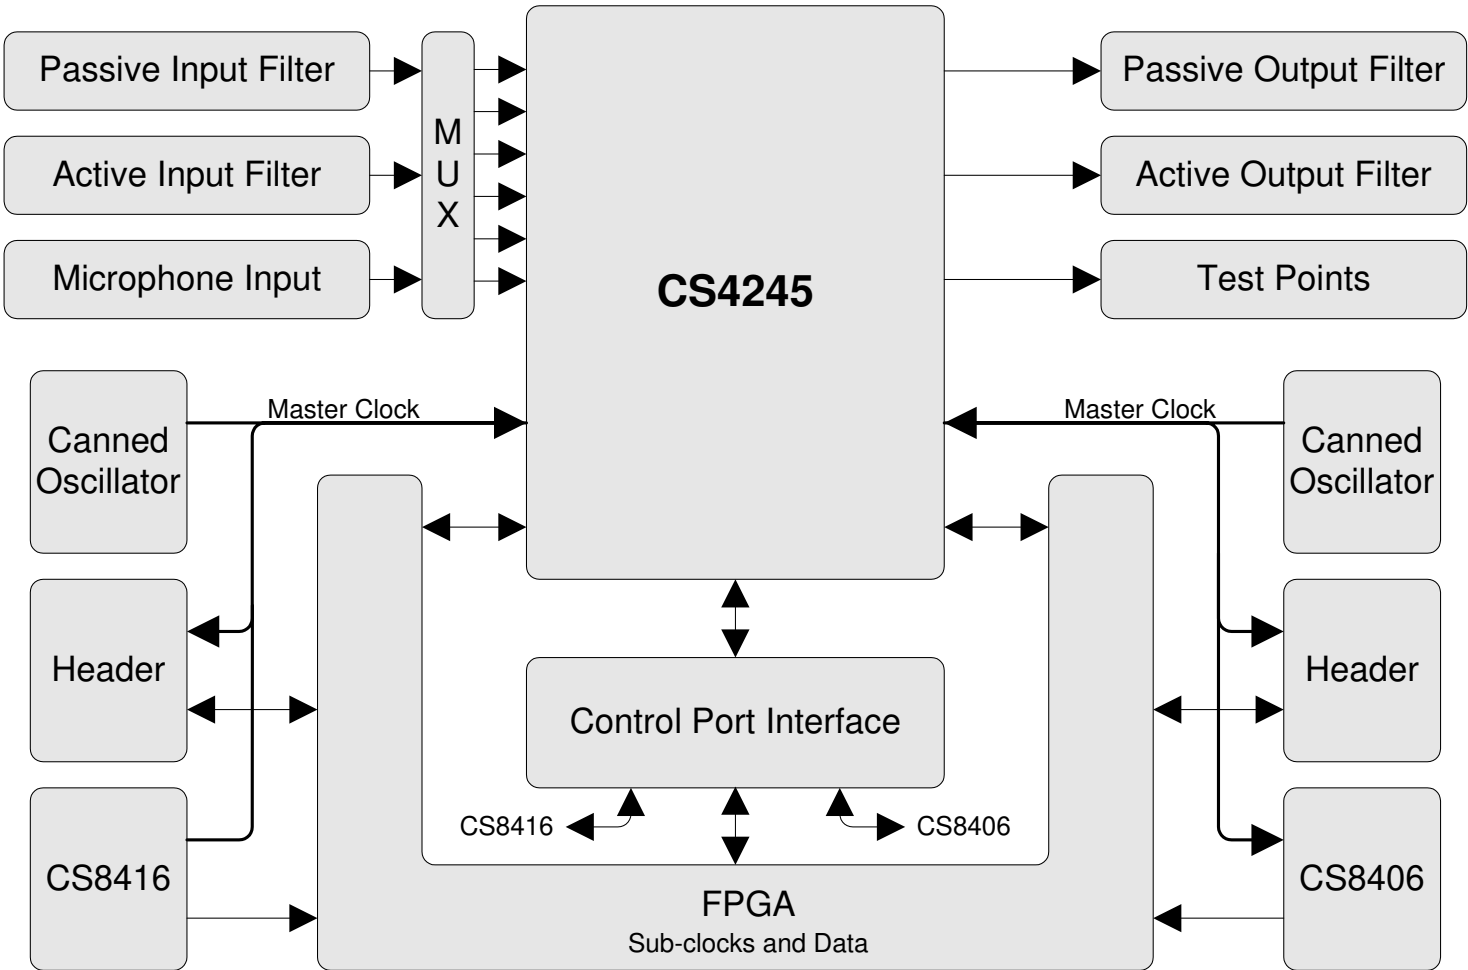 Passive Input Filter
Active Input Filter
Microphone Input
M
U
X
CS4245
Passive Output Filter
Active Output Filter
Test Points
Canned
Oscillator
Master Clock
Master Clock
Canned
Oscillator
Header
Header
Control Port Interface
CS8416
CS8406
CS8416
CS8406
FPGA
Sub-clocks and Data